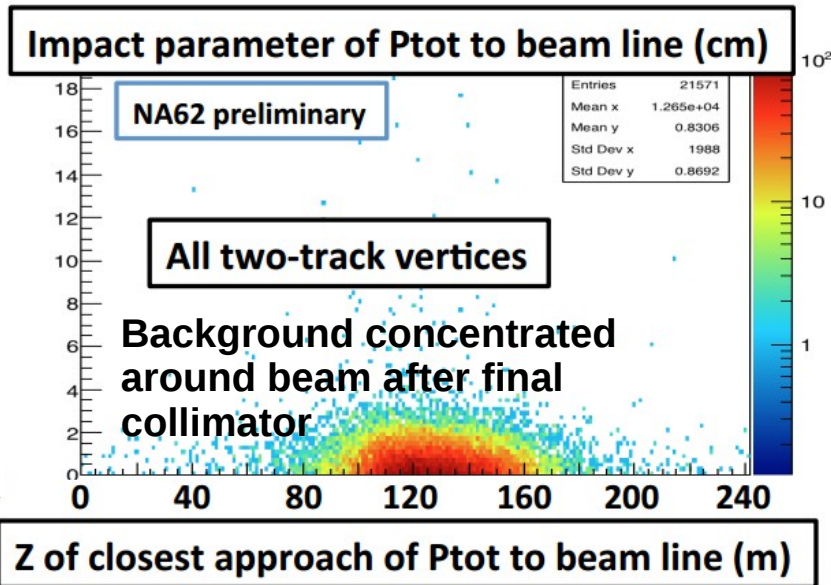 Impact parameter of Ptot to beam line (cm)
NA62 preliminary
Entries 21571
Mean x 1.265e+04
Mean y 0.8306
Std Dev x 1988
Std Dev y 0.8692
All two-track vertices
Background concentrated
around beam after final
collimator
18
16
14
12
10
8
6
4
2
0
0 40 80 120 160 200 240
10²
10
1
Z of closest approach of Ptot to beam line (m)